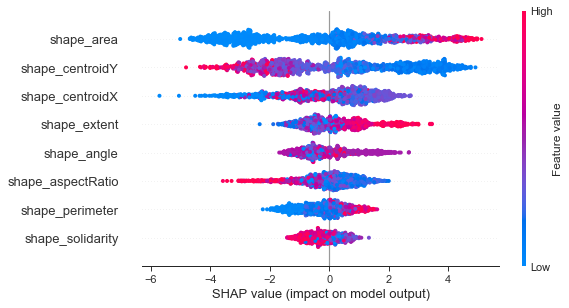 High
shape_area
shape_centroidY
shape_centroidX
shape_extent
shape_angle
shape_aspectRatio
shape_perimeter
shape_solidarity
Feature value
Low
−6 −4 −2 0 2 4
SHAP value (impact on model output)